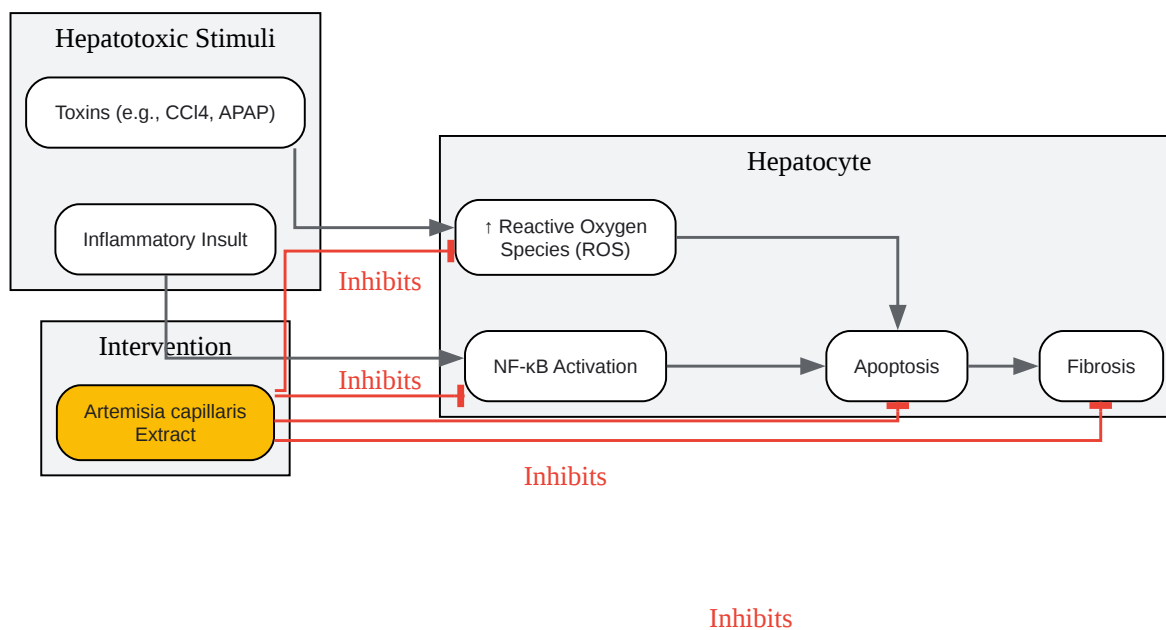 Hepatotoxic Stimuli
Toxins (e.g., CCl4, APAP)
Inflammatory Insult
Hepatocyte
↑ Reactive Oxygen
Species (ROS)
Inhibits
Intervention
NF-κB Activation
Apoptosis
Fibrosis
Inhibits
Artemisia capillaris
Extract
Inhibits
Inhibits